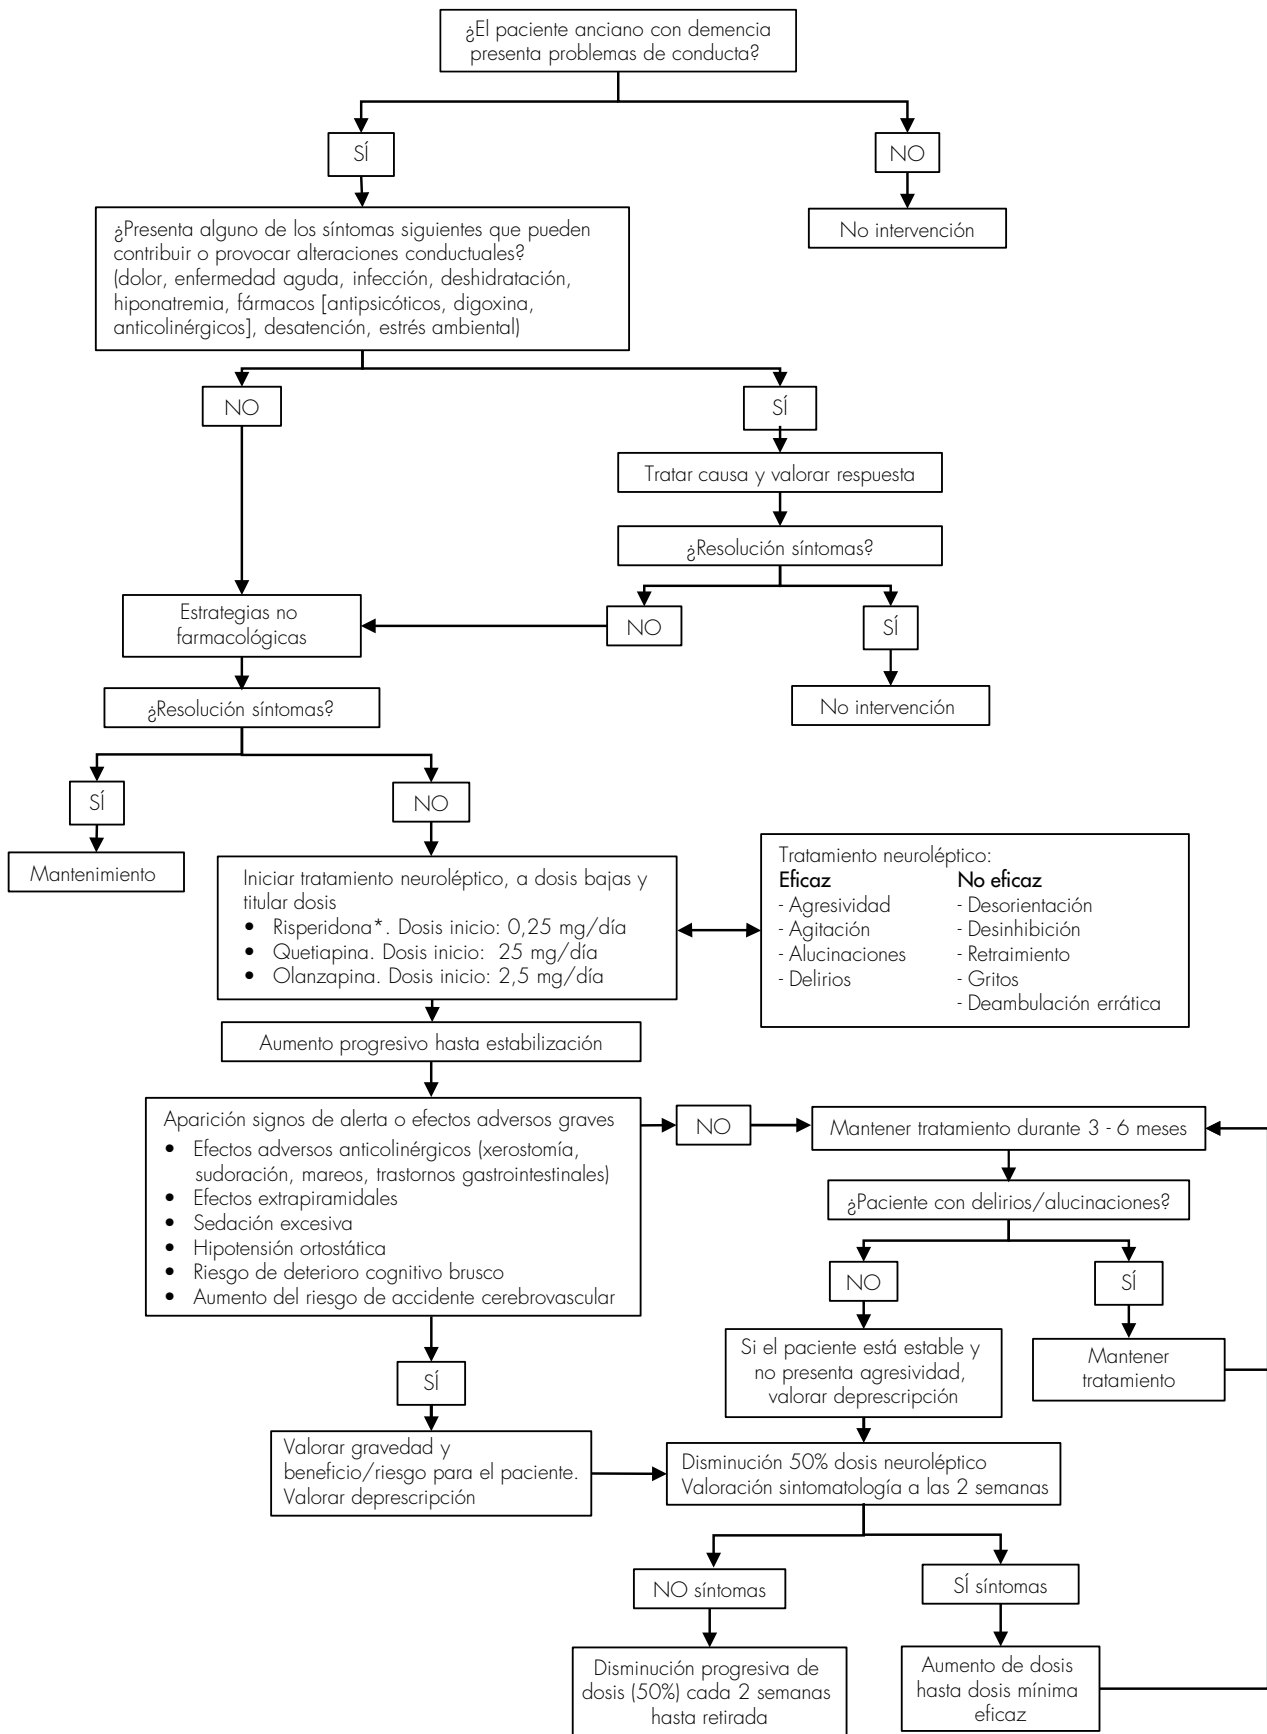 ¿El paciente anciano con demencia
presenta problemas de conducta?
SÍ
NO
¿Presenta alguno de los síntomas siguientes que pueden
contribuir o provocar alteraciones conductuales?
(dolor, enfermedad aguda, infección, deshidratación,
hiponatremia, fármacos [antipsicóticos, digoxina,
anticolinérgicos], desatención, estrés ambiental)
No intervención
NO
SÍ
Tratar causa y valorar respuesta
¿Resolución síntomas?
Estrategias no
farmacológicas
NO
SÍ
¿Resolución síntomas?
No intervención
SÍ
NO
Mantenimiento
Iniciar tratamiento neuroléptico, a dosis bajas y
titular dosis
• Risperidona*. Dosis inicio: 0,25 mg/día
• Quetiapina. Dosis inicio: 25 mg/día
• Olanzapina. Dosis inicio: 2,5 mg/día
Tratamiento neuroléptico:
Eficaz
- Agresividad
- Agitación
- Alucinaciones
- Delirios
No eficaz
- Desorientación
- Desinhibición
- Retraimiento
- Gritos
- Deambulación errática
Aumento progresivo hasta estabilización
Aparición signos de alerta o efectos adversos graves
• Efectos adversos anticolinérgicos (xerostomía,
sudoración, mareos, trastornos gastrointestinales)
• Efectos extrapiramidales
• Sedación excesiva
• Hipotensión ortostática
• Riesgo de deterioro cognitivo brusco
• Aumento del riesgo de accidente cerebrovascular
NO
Mantener tratamiento durante 3 - 6 meses
¿Paciente con delirios/alucinaciones?
NO
SÍ
Si el paciente está estable y
no presenta agresividad,
valorar deprescripción
Mantener
tratamiento
SÍ
Valorar gravedad y
beneficio/riesgo para el paciente.
Valorar deprescripción
Disminución 50% dosis neuroléptico
Valoración sintomatología a las 2 semanas
NO síntomas
SÍ síntomas
Disminución progresiva de
dosis (50%) cada 2 semanas
hasta retirada
Aumento de dosis
hasta dosis mínima
eficaz